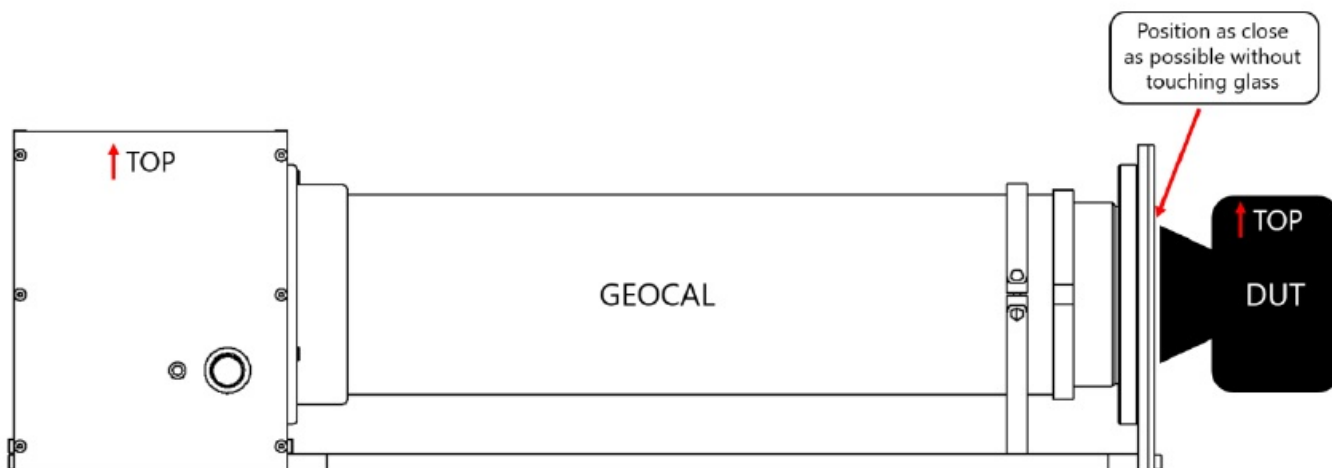 Position as close
as possible without
touching glass
TOP
TOP
GEOCAL
DUT